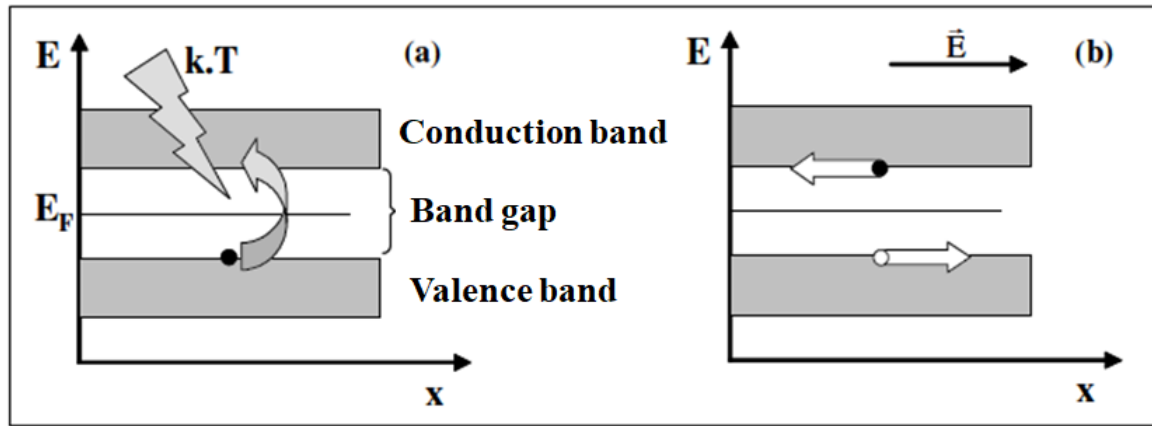 E
k.T
(a)
Conduction band
E_F
Band gap
Valence band
x
E
E⃗
(b)
x